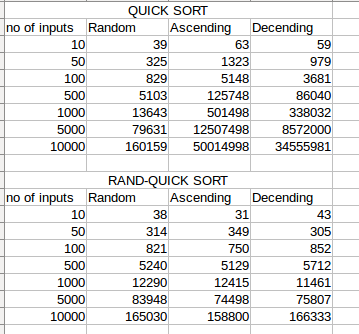 QUICK SORT
no of inputs Random Ascending Decending
10 39 63 59
50 325 1323 979
100 829 5148 3681
500 5103 125748 86040
1000 13643 501498 338032
5000 79631 12507498 8572000
10000 160159 50014998 34555981
RAND-QUICK SORT
no of inputs Random Ascending Decending
10 38 31 43
50 314 349 305
100 821 750 852
500 5240 5129 5712
1000 12290 12415 11461
5000 83948 74498 75807
10000 165030 158800 166333